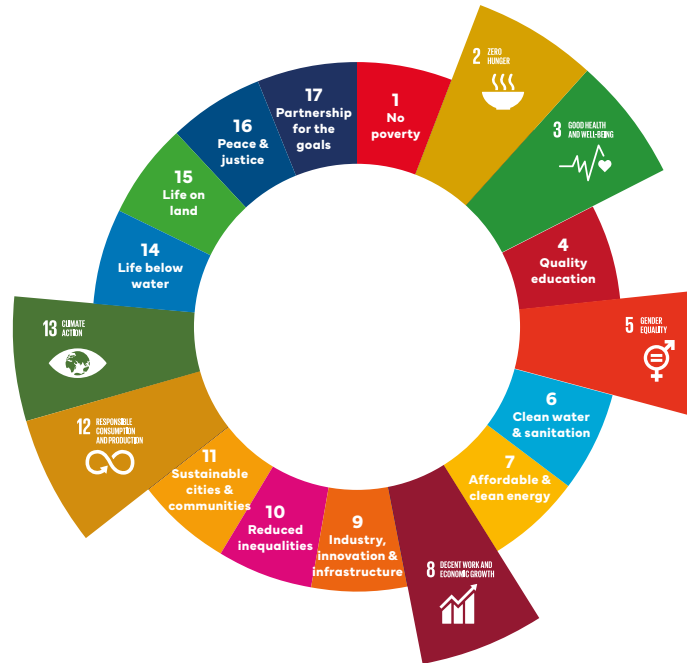 1
No
poverty
2 ZERO
HUNGER
3 GOOD HEALTH
AND WELL-BEING
4
Quality
education
5 GENDER
EQUALITY
6
Clean water
& sanitation
7
Affordable &
clean energy
8 DECENT WORK AND
ECONOMIC GROWTH
9
Industry,
innovation &
infrastructure
10
Reduced
inequalities
11
Sustainable
cities &
communities
12 RESPONSIBLE
CONSUMPTION
AND PRODUCTION
13 CLIMATE
ACTION
14
Life below
water
15
Life on
land
16
Peace &
justice
17
Partnership
for the
goals